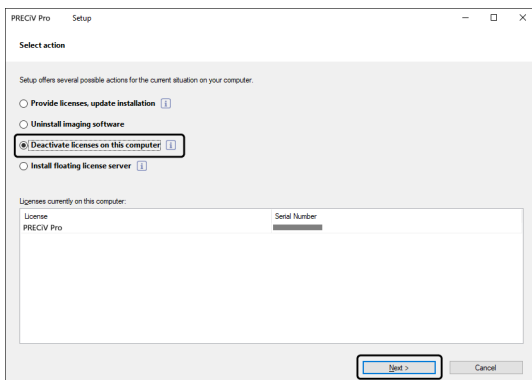 PRECiV Pro Setup
Select action
Setup offers several possible actions for the current situation on your computer.
Provide licenses, update installation i
Uninstall imaging software
Deactivate licenses on this computer i
Install floating license server i
Licenses currently on this computer:
License Serial Number
PRECiV Pro
Next > Cancel